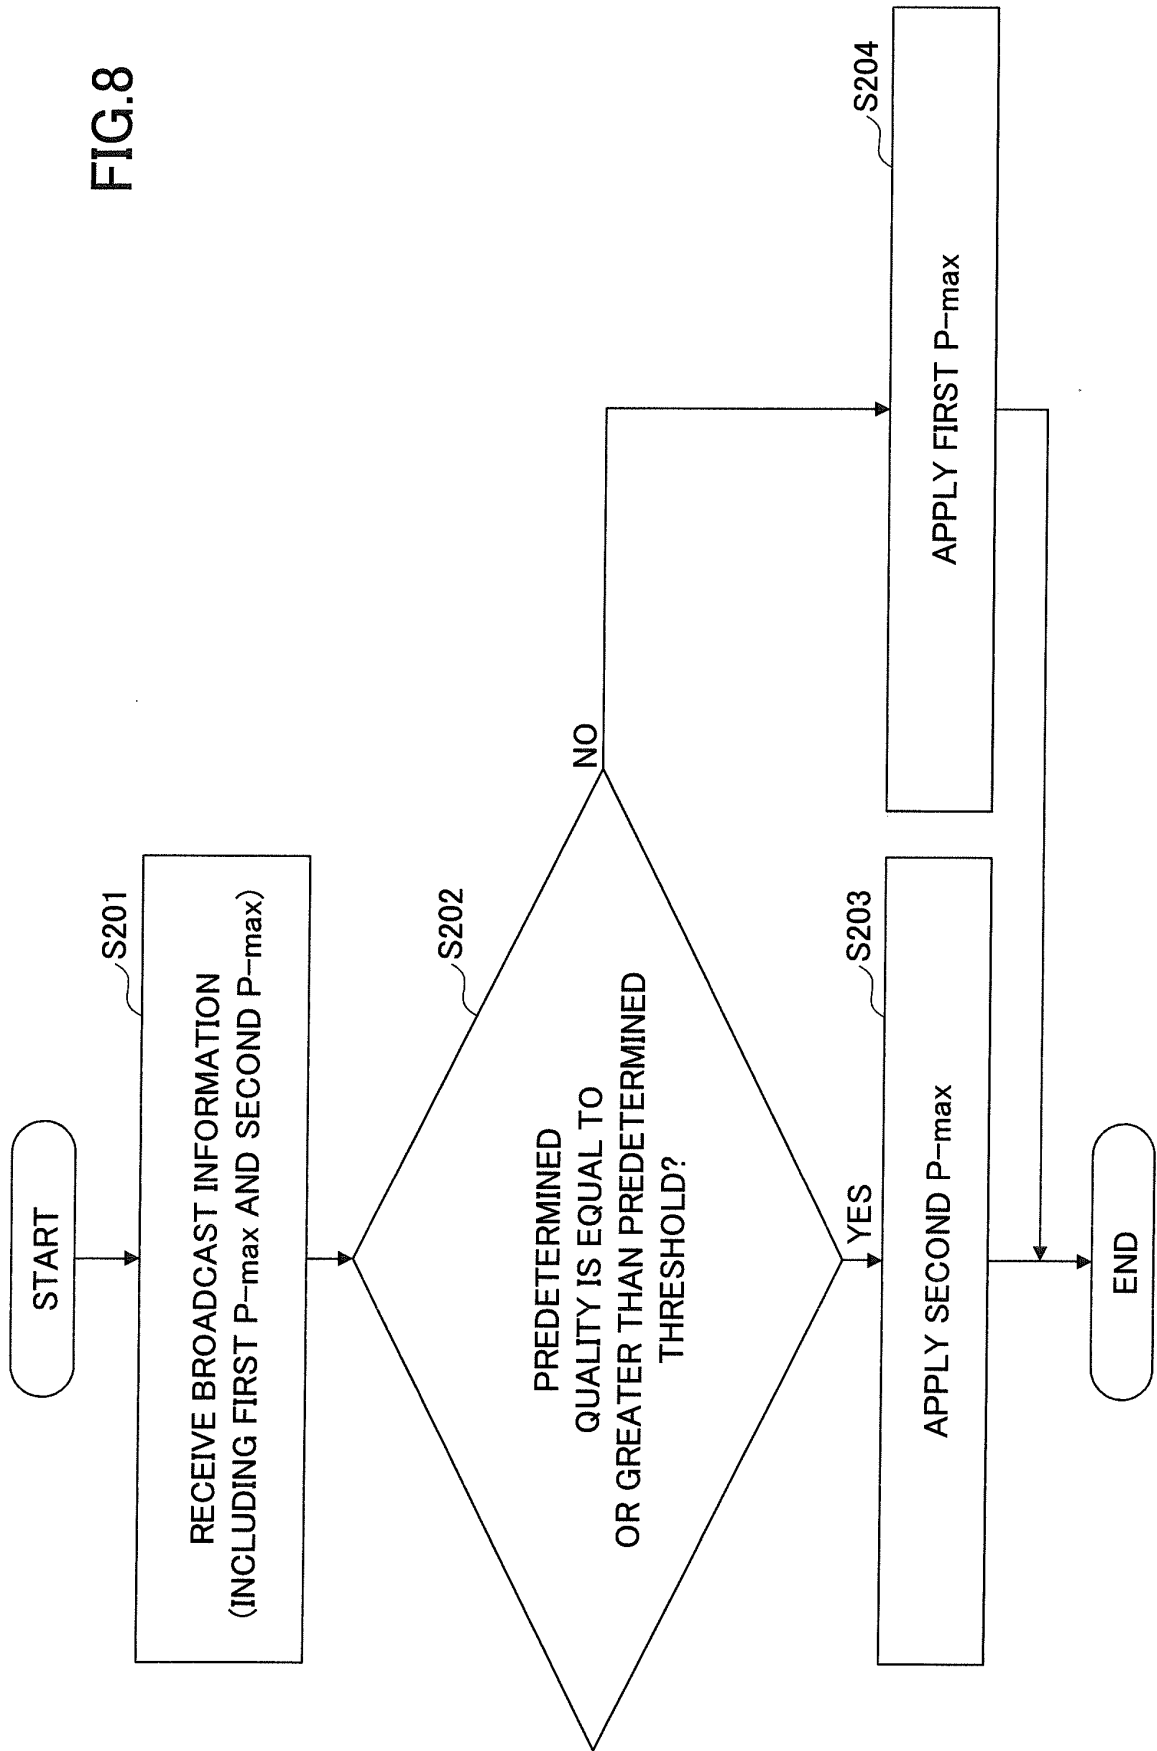 FIG.8
START
S201
RECEIVE BROADCAST INFORMATION
(INCLUDING FIRST P-max AND SECOND P-max)
S202
PREDETERMINED
QUALITY IS EQUAL TO
OR GREATER THAN PREDETERMINED
THRESHOLD?
NO
YES
S203
APPLY SECOND P-max
S204
APPLY FIRST P-max
END